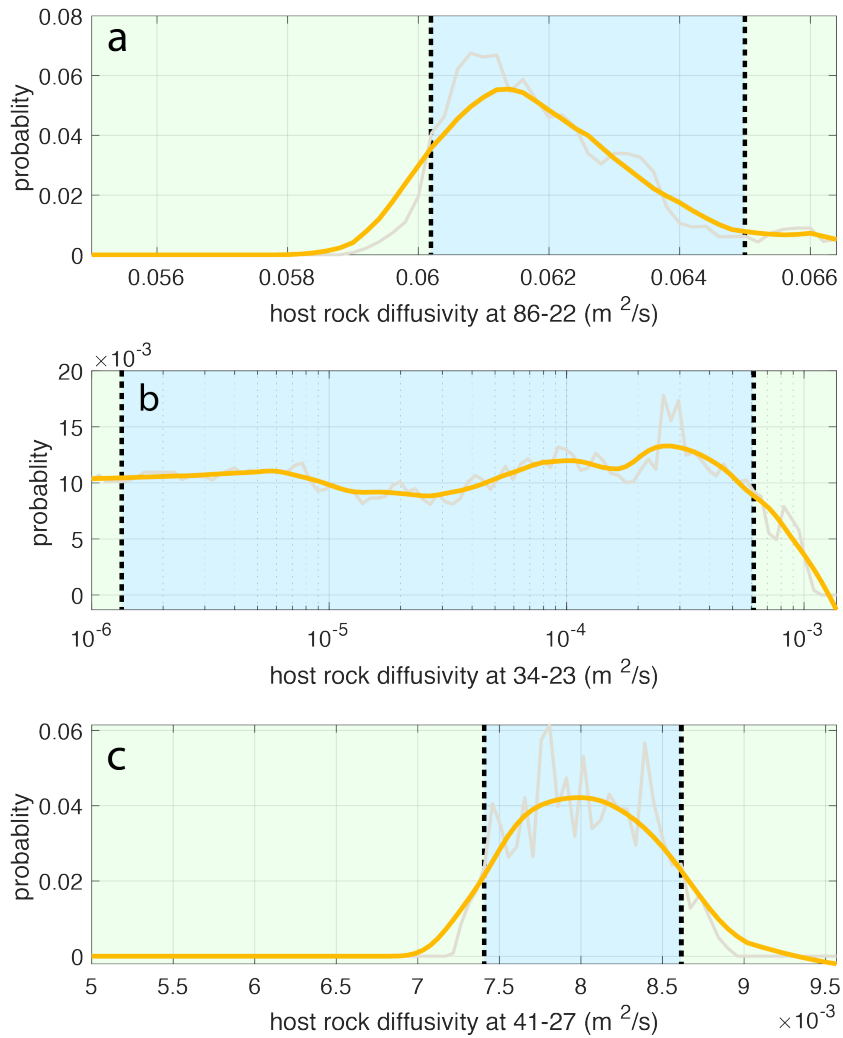 a
0.08
0.06
0.04
0.02
0
probablity
0.056 0.058 0.06 0.062 0.064 0.066
host rock diffusivity at 86-22 (m 2/s)
×10-3
b
20
15
10
5
0
probablity
10-6 10-5 10-4 10-3
host rock diffusivity at 34-23 (m 2/s)
c
0.06
0.04
0.02
0
probablity
5 5.5 6 6.5 7 7.5 8 8.5 9 9.5
×10-3
host rock diffusivity at 41-27 (m 2/s)